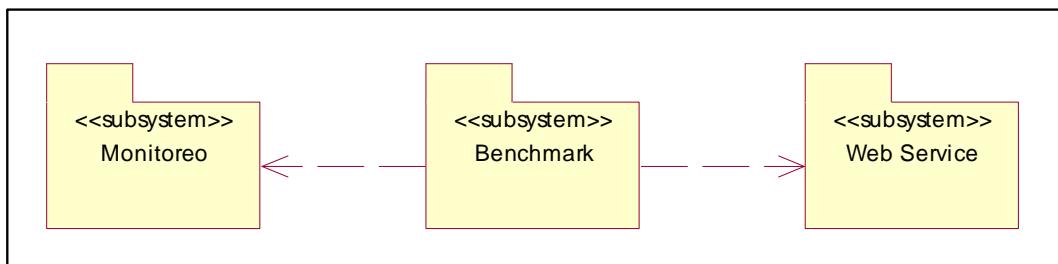 <<subsystem>>
Monitoreo
<<subsystem>>
Benchmark
<<subsystem>>
Web Service